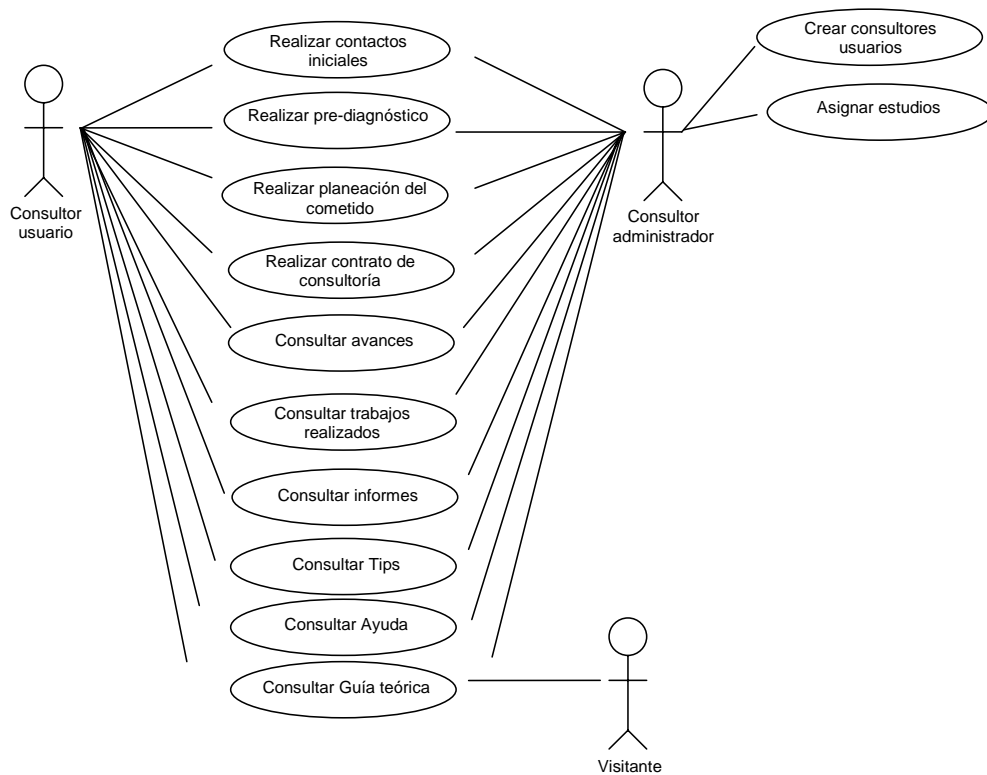 Realizar contactos
iniciales
Crear consultores
usuarios
Realizar pre-diagnóstico
Asignar estudios
Realizar planeación del
cometido
Consultor
usuario
Consultor
administrador
Realizar contrato de
consultoría
Consultar avances
Consultar trabajos
realizados
Consultar informes
Consultar Tips
Consultar Ayuda
Consultar Guía teórica
Visitante